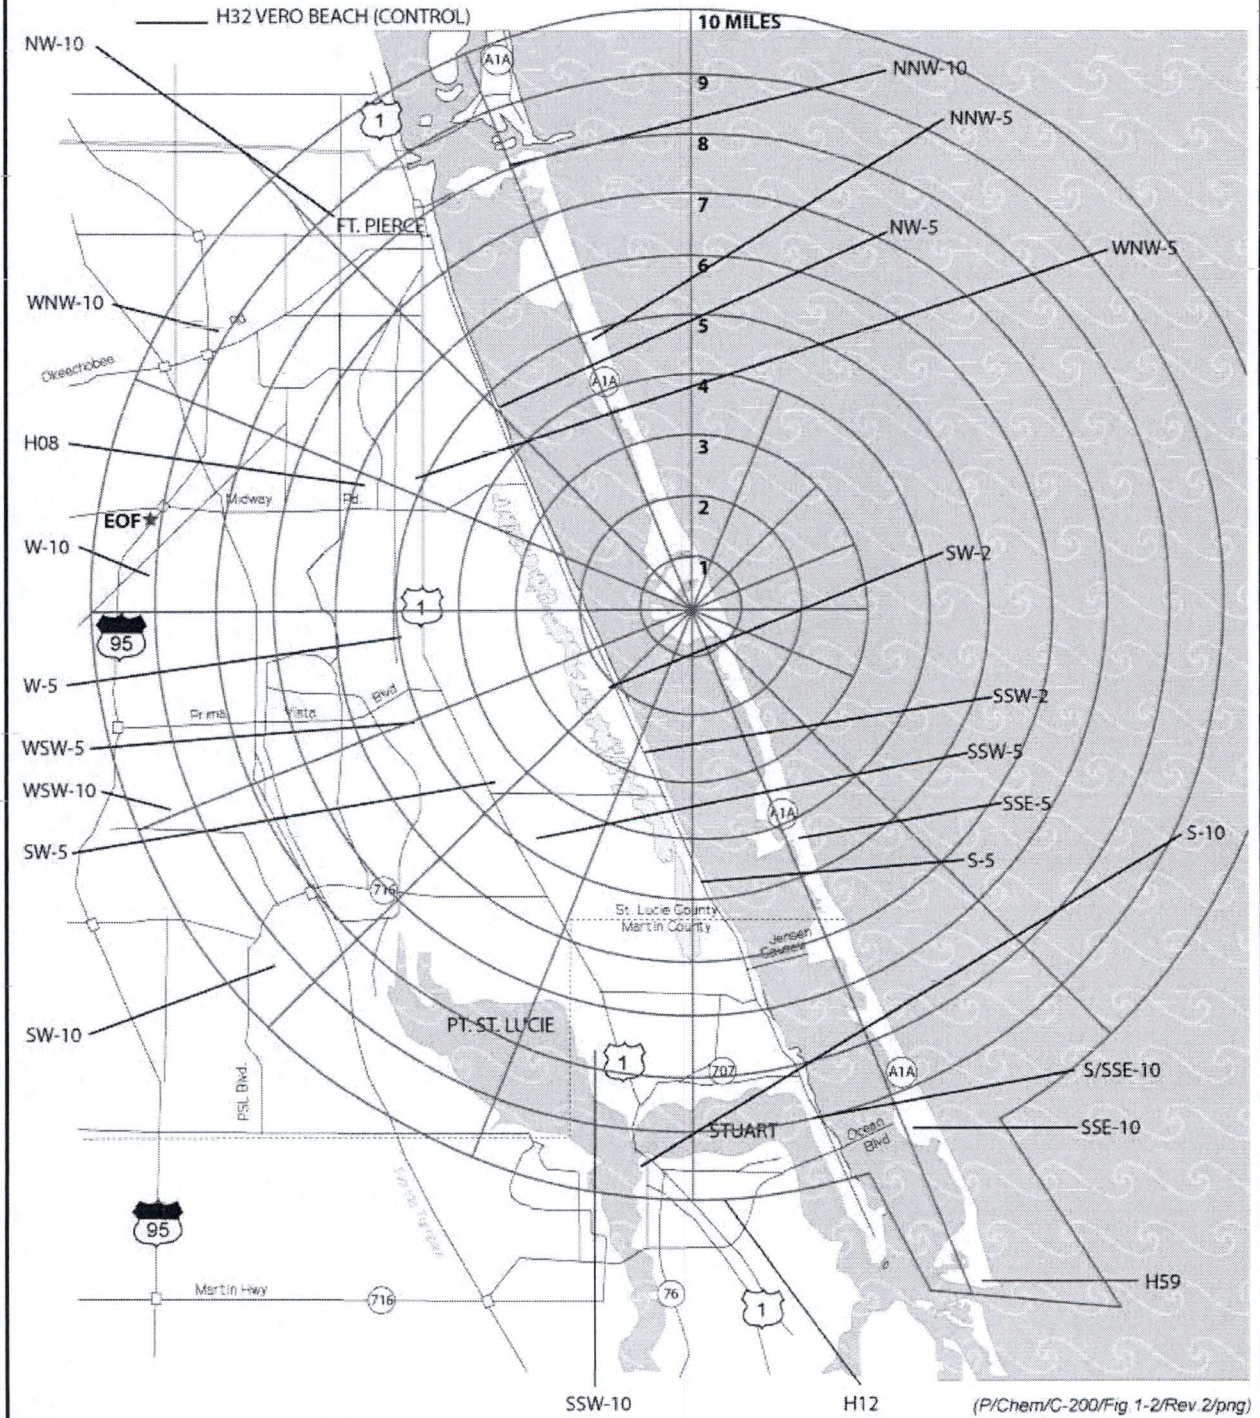 H32 VERO BEACH (CONTROL)
10 MILES
NW-10
A1A
NNW-10
9
1
NNW-5
8
7
FT. PIERCE
NW-5
WNW-5
6
WNW-10
5
Okeechobee
A1A
4
H08
3
Midway Rd.
2
EOF
W-10
SW-2
1
1
95
W-5
Blvd
SSW-2
Prima Vista
WSW-5
SSW-5
WSW-10
SSE-5
A1A
S-10
SW-5
S-5
716
St. Lucie County
Martin County
Jensen
Causeway
PT. ST. LUCIE
SW-10
1
707
A1A
S/SSE-10
PSL Blvd.
STUART
Ocean
Blvd
SSE-10
95
H59
Martin Hwy
716
76
1
SSW-10
H12
(P/Chem/C-200/Fig.1-2/Rev.2/png)